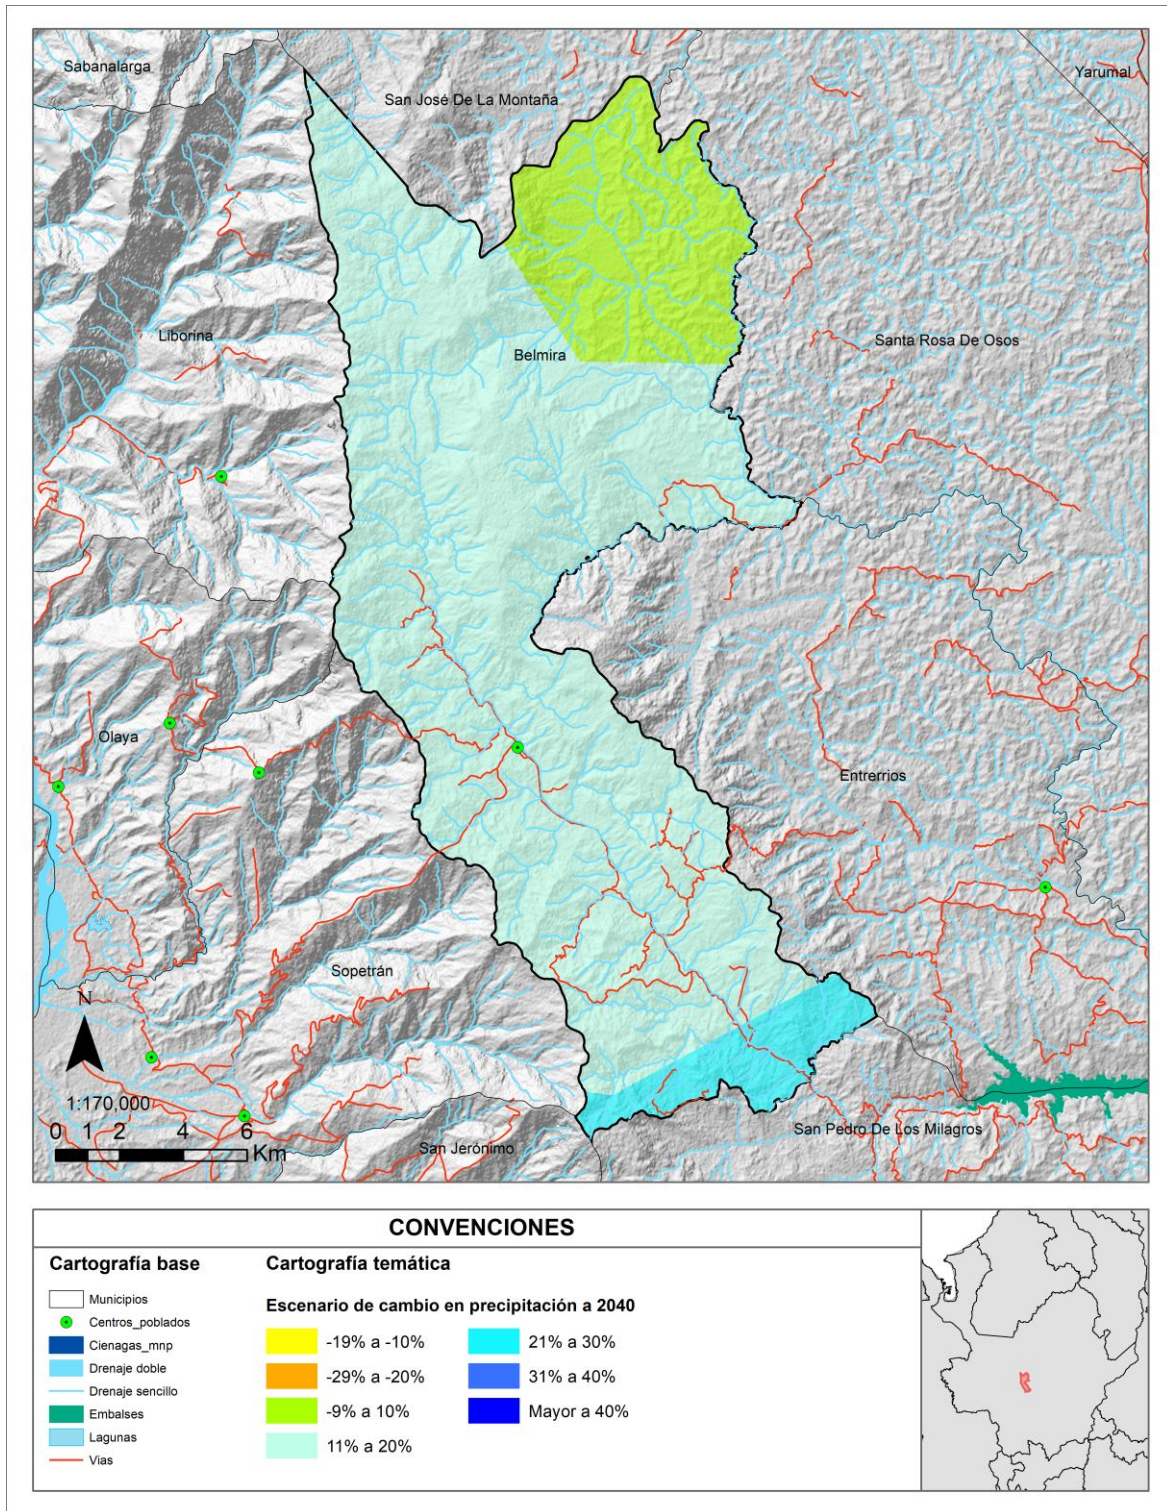 Sabanalarga
San José De La Montaña
Yarumal
Liborina
Belmira
Santa Rosa De Osos
Olaya
Entrerrios
Sopetrán
N
1:170,000
0 1 2 4 6
Km
San Jerónimo
San Pedro De Los Milagros
CONVENCIONES
Cartografía base
Municipios
Centros_poblados
Cienagas_mnp
Drenaje doble
Drenaje sencillo
Embalses
Lagunas
Vias
Cartografía temática
Escenario de cambio en precipitación a 2040
-19% a -10%
-29% a -20%
-9% a 10%
11% a 20%
21% a 30%
31% a 40%
Mayor a 40%